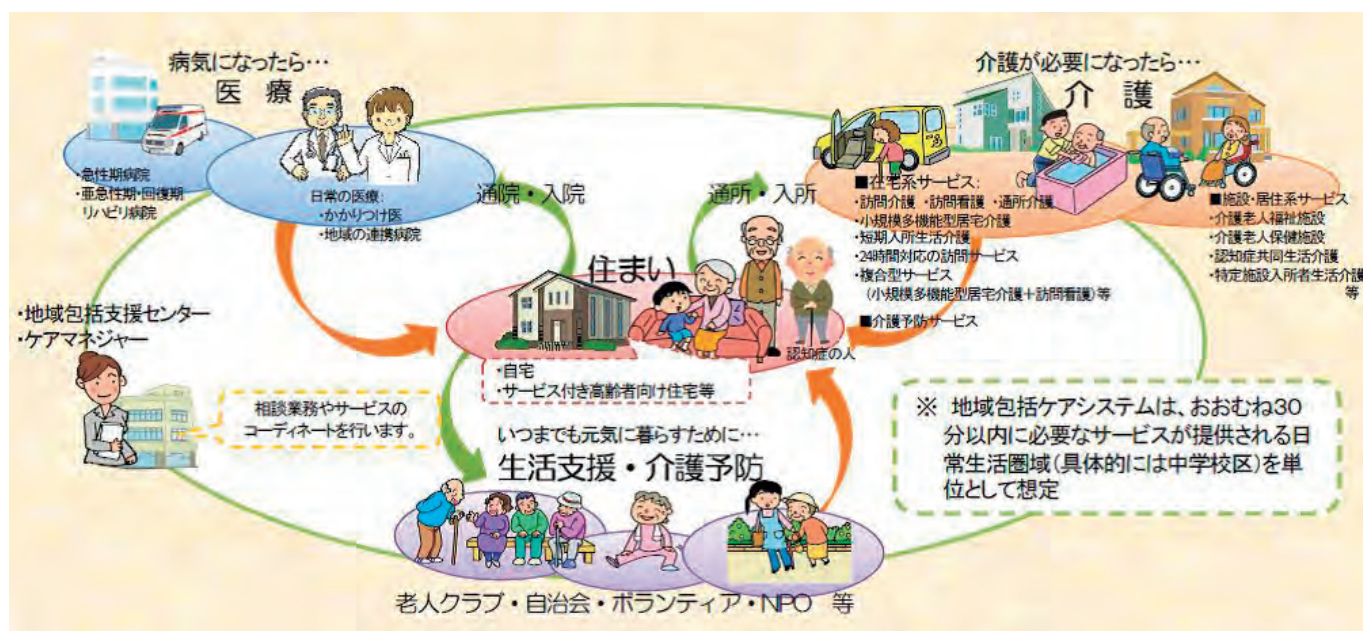 病気になったら…
医療
・急性期病院
・亜急性期・回復期
リハビリ病院
日常の医療:
・かかりつけ医
・地域の連携病院
通院・入院
通所・入所
介護が必要になったら…
介護
■在宅系サービス:
・訪問介護 ・訪問看護 ・通所介護
・小規模多機能型居宅介護
・短期入所生活介護
・24時間対応の訪問サービス
・複合型サービス
(小規模多機能型居宅介護+訪問看護)等
■介護予防サービス
■施設・居住系サービス
・介護老人福祉施設
・介護老人保健施設
・認知症共同生活介護
・特定施設入所者生活介護
等
住まい
認知症の人
・自宅
・サービス付き高齢者向け住宅等
・地域包括支援センター
・ケアマネジャー
相談業務やサービスの
コーディネートを行います。
いつまでも元気に暮らすために…
生活支援・介護予防
老人クラブ・自治会・ボランティア・NPO 等
※ 地域包括ケアシステムは、おおむね30
分以内に必要なサービスが提供される日
常生活圏域(具体的には中学校区)を単
位として想定